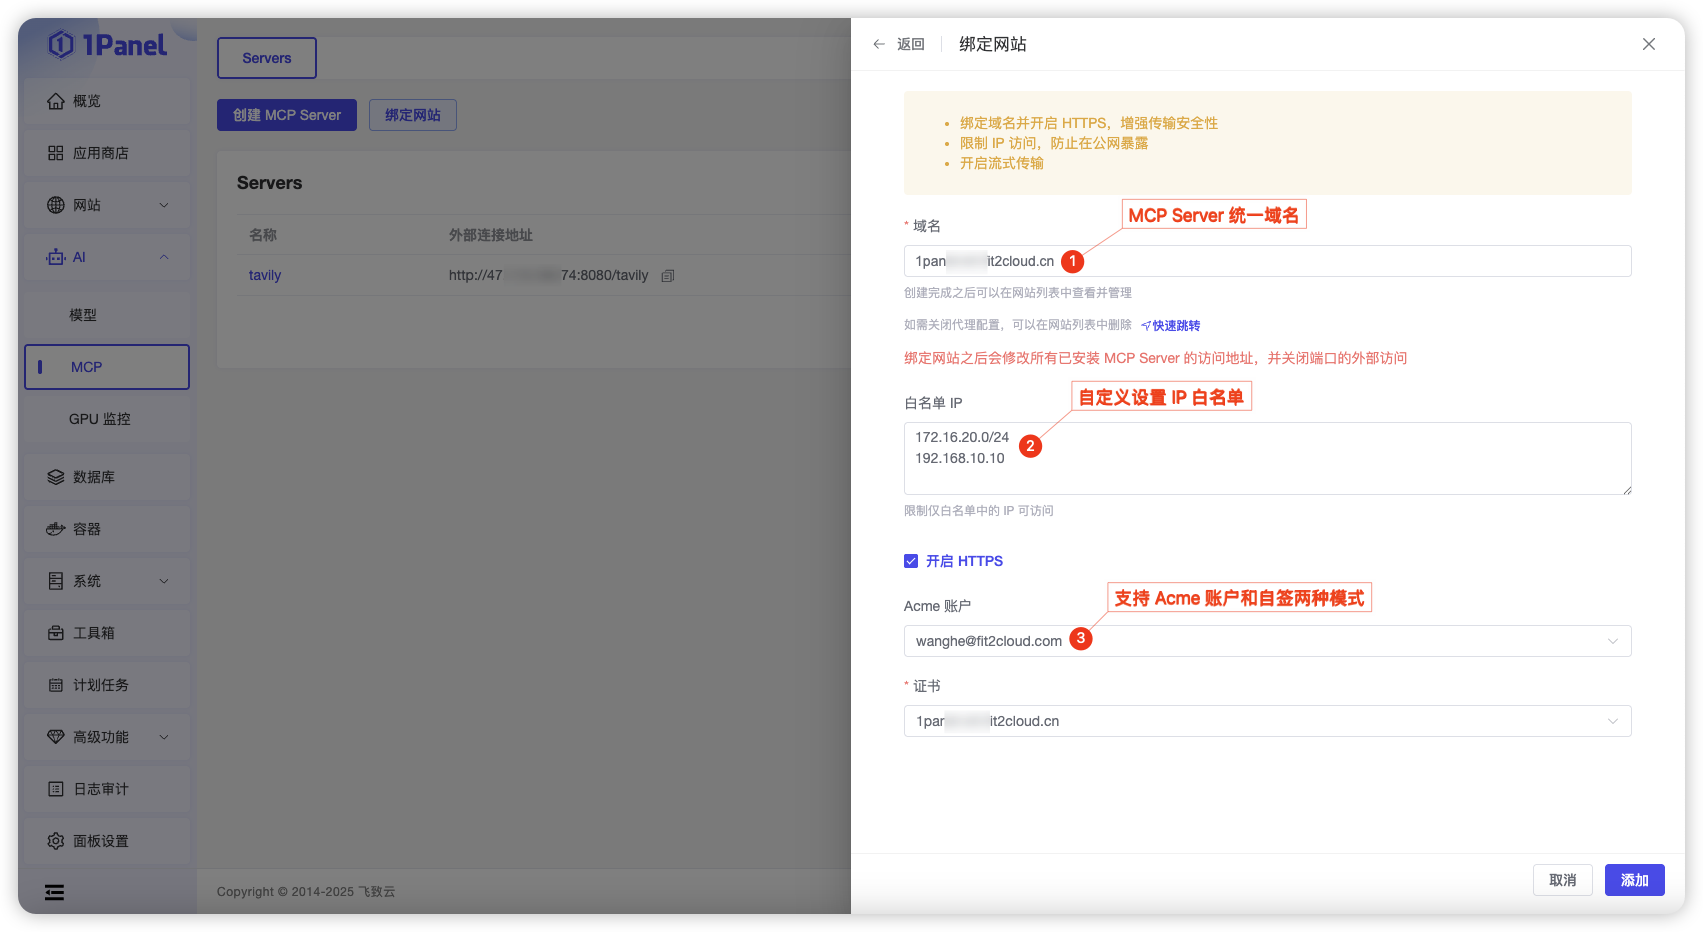 1Panel
概览
应用商店
网站
AI
模型
MCP
GPU 监控
数据库
容器
系统
工具箱
计划任务
高级功能
日志审计
面板设置
Servers
创建 MCP Server
绑定网站
Servers
名称
外部连接地址
tavily
http://47 74:8080/tavily
Copyright © 2014-2025 飞致云
返回
绑定网站
绑定域名并开启 HTTPS，增强传输安全性
限制 IP 访问，防止在公网暴露
开启流式传输
MCP Server 统一域名
* 域名
1pan it2cloud.cn
1
创建完成之后可以在网站列表中查看并管理
如需关闭代理配置，可以在网站列表中删除 快速跳转
绑定网站之后会修改所有已安装 MCP Server 的访问地址，并关闭端口的外部访问
自定义设置 IP 白名单
白名单 IP
172.16.20.0/24
192.168.10.10
2
限制仅白名单中的 IP 可访问
开启 HTTPS
支持 Acme 账户和自签两种模式
Acme 账户
wanghe@fit2cloud.com
3
* 证书
1par it2cloud.cn
取消
添加